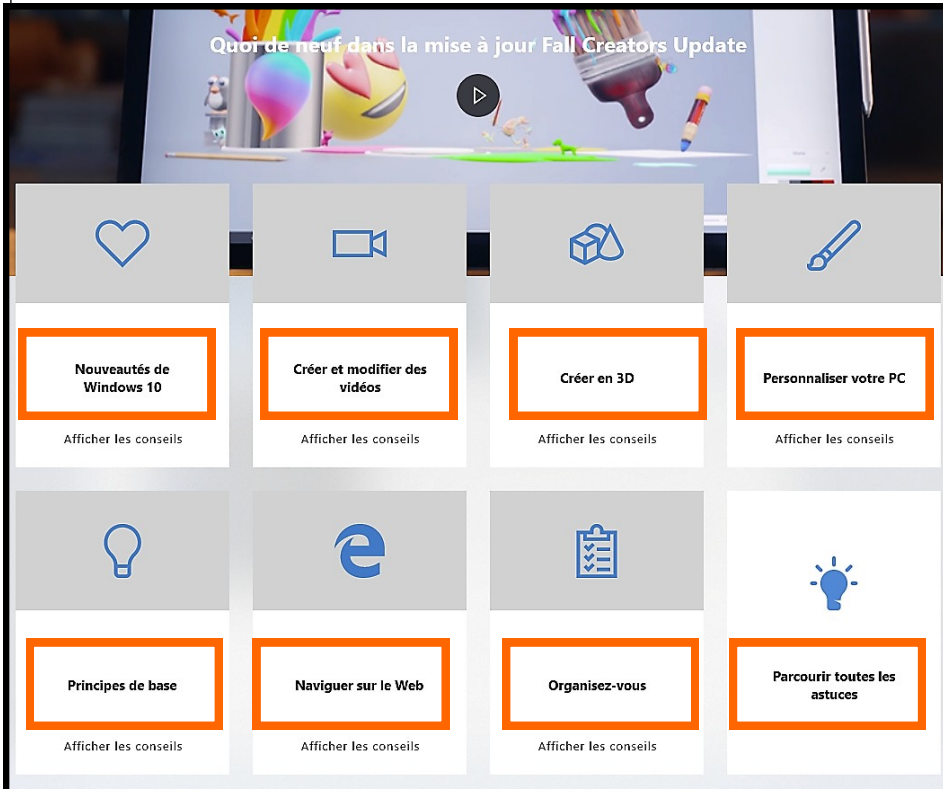 Quoi de neuf dans la mise à jour Fall Creators Update
Nouveautés de
Windows 10
Afficher les conseils
Créer et modifier des
vidéos
Afficher les conseils
Créer en 3D
Afficher les conseils
Personnaliser votre PC
Afficher les conseils
Principes de base
Afficher les conseils
Naviguer sur le Web
Afficher les conseils
Organisez-vous
Afficher les conseils
Parcourir toutes les
astuces